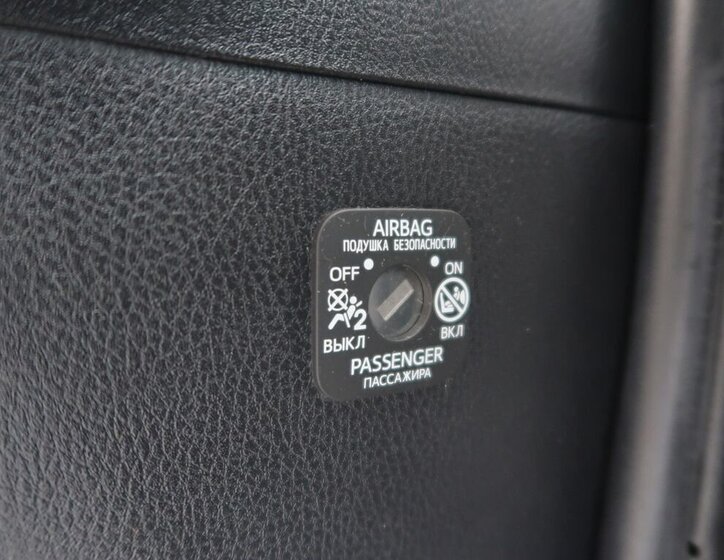 AIRBAG
ПОДУШКА БЕЗОПАСНОСТИ
OFF ON
2
ВЫКЛ ВКЛ
PASSENGER
ПАССАЖИРА